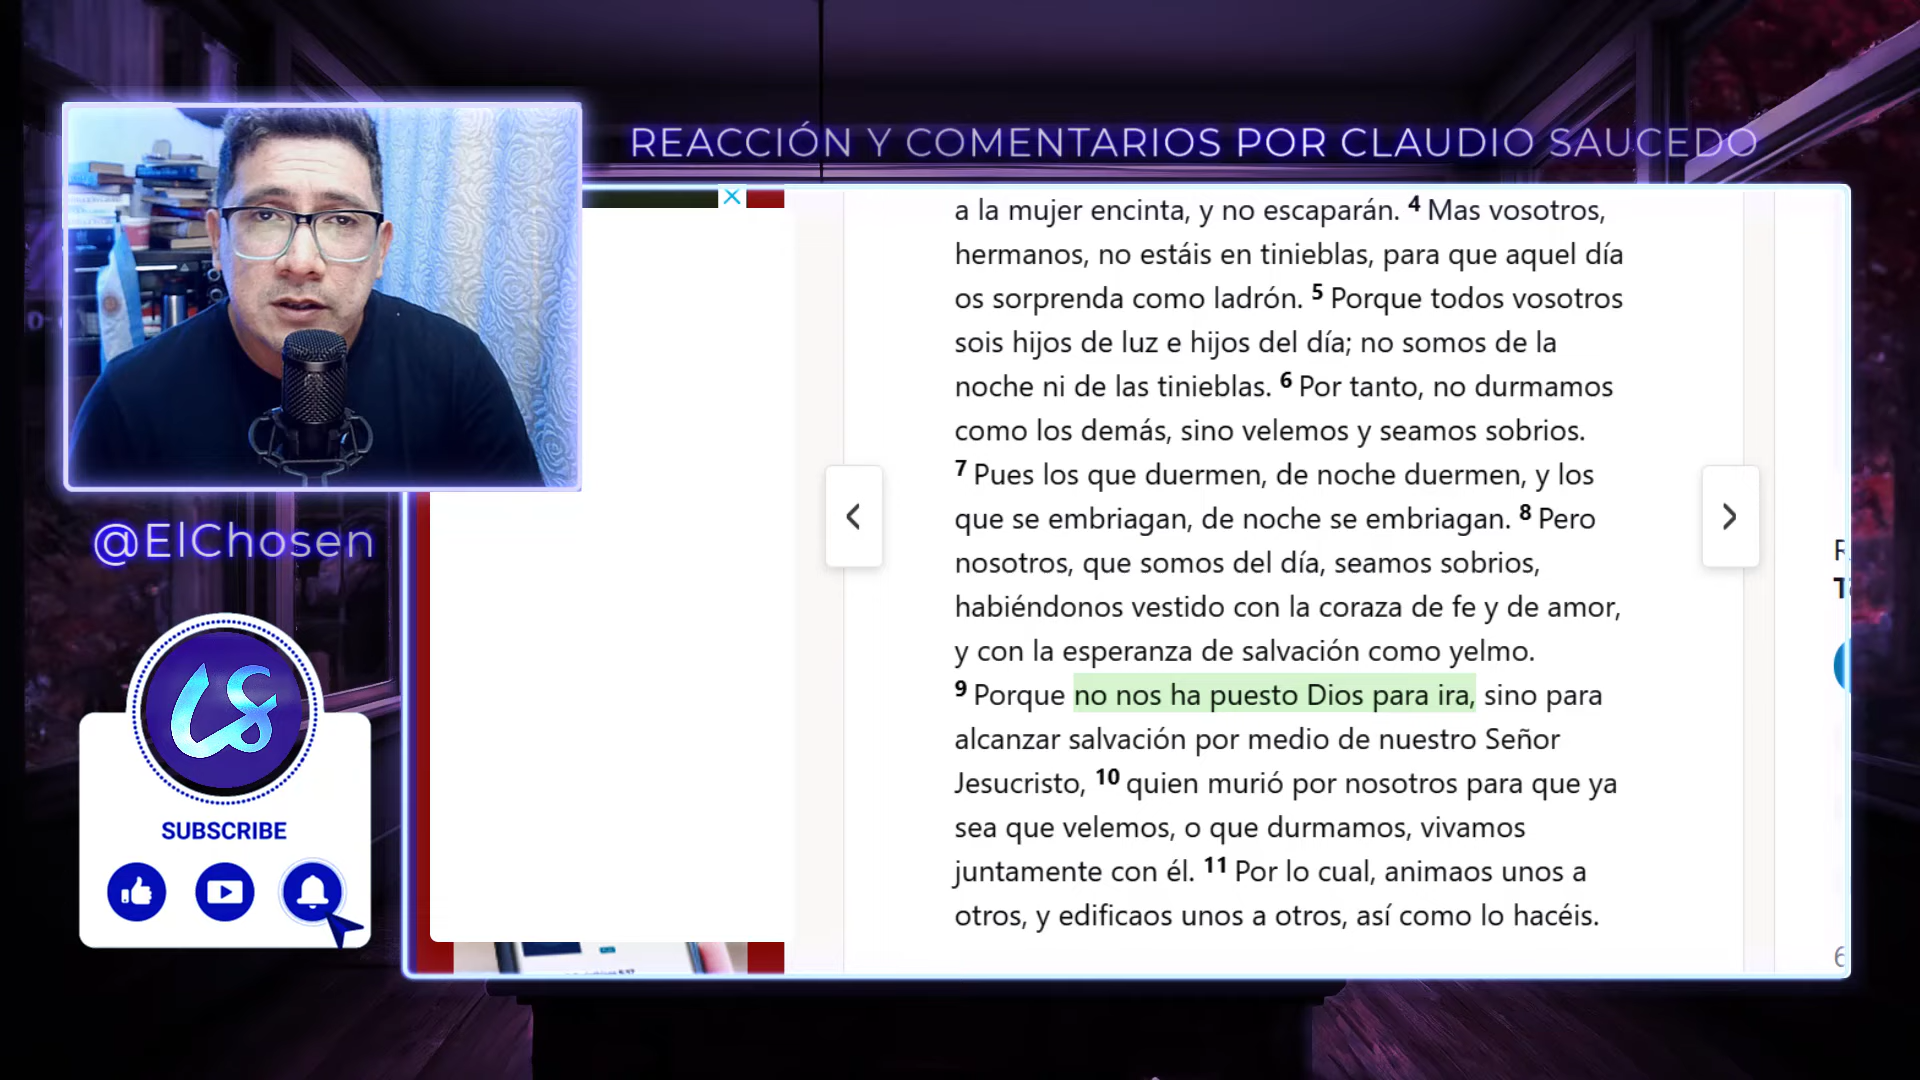 REACCIÓN Y COMENTARIOS POR CLAUDIO SAUCEDO
a la mujer encinta, y no escaparán. 4 Mas vosotros,
hermanos, no estáis en tinieblas, para que aquel día
os sorprenda como ladrón. 5 Porque todos vosotros
sois hijos de luz e hijos del día; no somos de la
noche ni de las tinieblas. 6 Por tanto, no durmamos
como los demás, sino velemos y seamos sobrios.
7 Pues los que duermen, de noche duermen, y los
que se embriagan, de noche se embriagan. 8 Pero
nosotros, que somos del día, seamos sobrios,
habiéndonos vestido con la coraza de fe y de amor,
y con la esperanza de salvación como yelmo.
9 Porque no nos ha puesto Dios para ira, sino para
alcanzar salvación por medio de nuestro Señor
Jesucristo, 10 quien murió por nosotros para que ya
sea que velemos, o que durmamos, vivamos
juntamente con él. 11 Por lo cual, animaos unos a
otros, y edificaos unos a otros, así como lo hacéis.
@ElChosen
CS
SUBSCRIBE